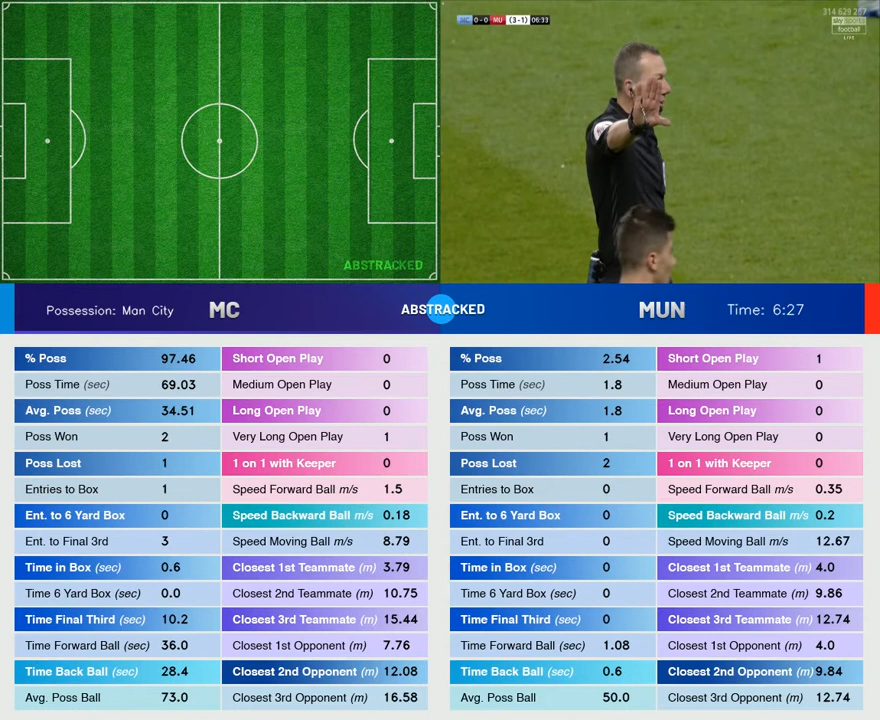 314 629 267
sky sports
football
LIVE
MC 0-0 MU (3-1) 06:33
ABSTRACKED
Possession: Man City MC ABSTRACKED MUN Time: 6:27
% Poss 97.46 Short Open Play 0 % Poss 2.54 Short Open Play 1
Poss Time (sec) 69.03 Medium Open Play 0 Poss Time (sec) 1.8 Medium Open Play 0
Avg. Poss (sec) 34.51 Long Open Play 0 Avg. Poss (sec) 1.8 Long Open Play 0
Poss Won 2 Very Long Open Play 1 Poss Won 1 Very Long Open Play 0
Poss Lost 1 1 on 1 with Keeper 0 Poss Lost 2 1 on 1 with Keeper 0
Entries to Box 1 Speed Forward Ball m/s 1.5 Entries to Box 0 Speed Forward Ball m/s 0.35
Ent. to 6 Yard Box 0 Speed Backward Ball m/s 0.18 Ent. to 6 Yard Box 0 Speed Backward Ball m/s 0.2
Ent. to Final 3rd 3 Speed Moving Ball m/s 8.79 Ent. to Final 3rd 0 Speed Moving Ball m/s 12.67
Time in Box (sec) 0.6 Closest 1st Teammate (m) 3.79 Time in Box (sec) 0 Closest 1st Teammate (m) 4.0
Time 6 Yard Box (sec) 0.0 Closest 2nd Teammate (m) 10.75 Time 6 Yard Box (sec) 0 Closest 2nd Teammate (m) 9.86
Time Final Third (sec) 10.2 Closest 3rd Teammate (m) 15.44 Time Final Third (sec) 0 Closest 3rd Teammate (m) 12.74
Time Forward Ball (sec) 36.0 Closest 1st Opponent (m) 7.76 Time Forward Ball (sec) 1.08 Closest 1st Opponent (m) 4.0
Time Back Ball (sec) 28.4 Closest 2nd Opponent (m) 12.08 Time Back Ball (sec) 0.6 Closest 2nd Opponent (m) 9.84
Avg. Poss Ball 73.0 Closest 3rd Opponent (m) 16.58 Avg. Poss Ball 50.0 Closest 3rd Opponent (m) 12.74